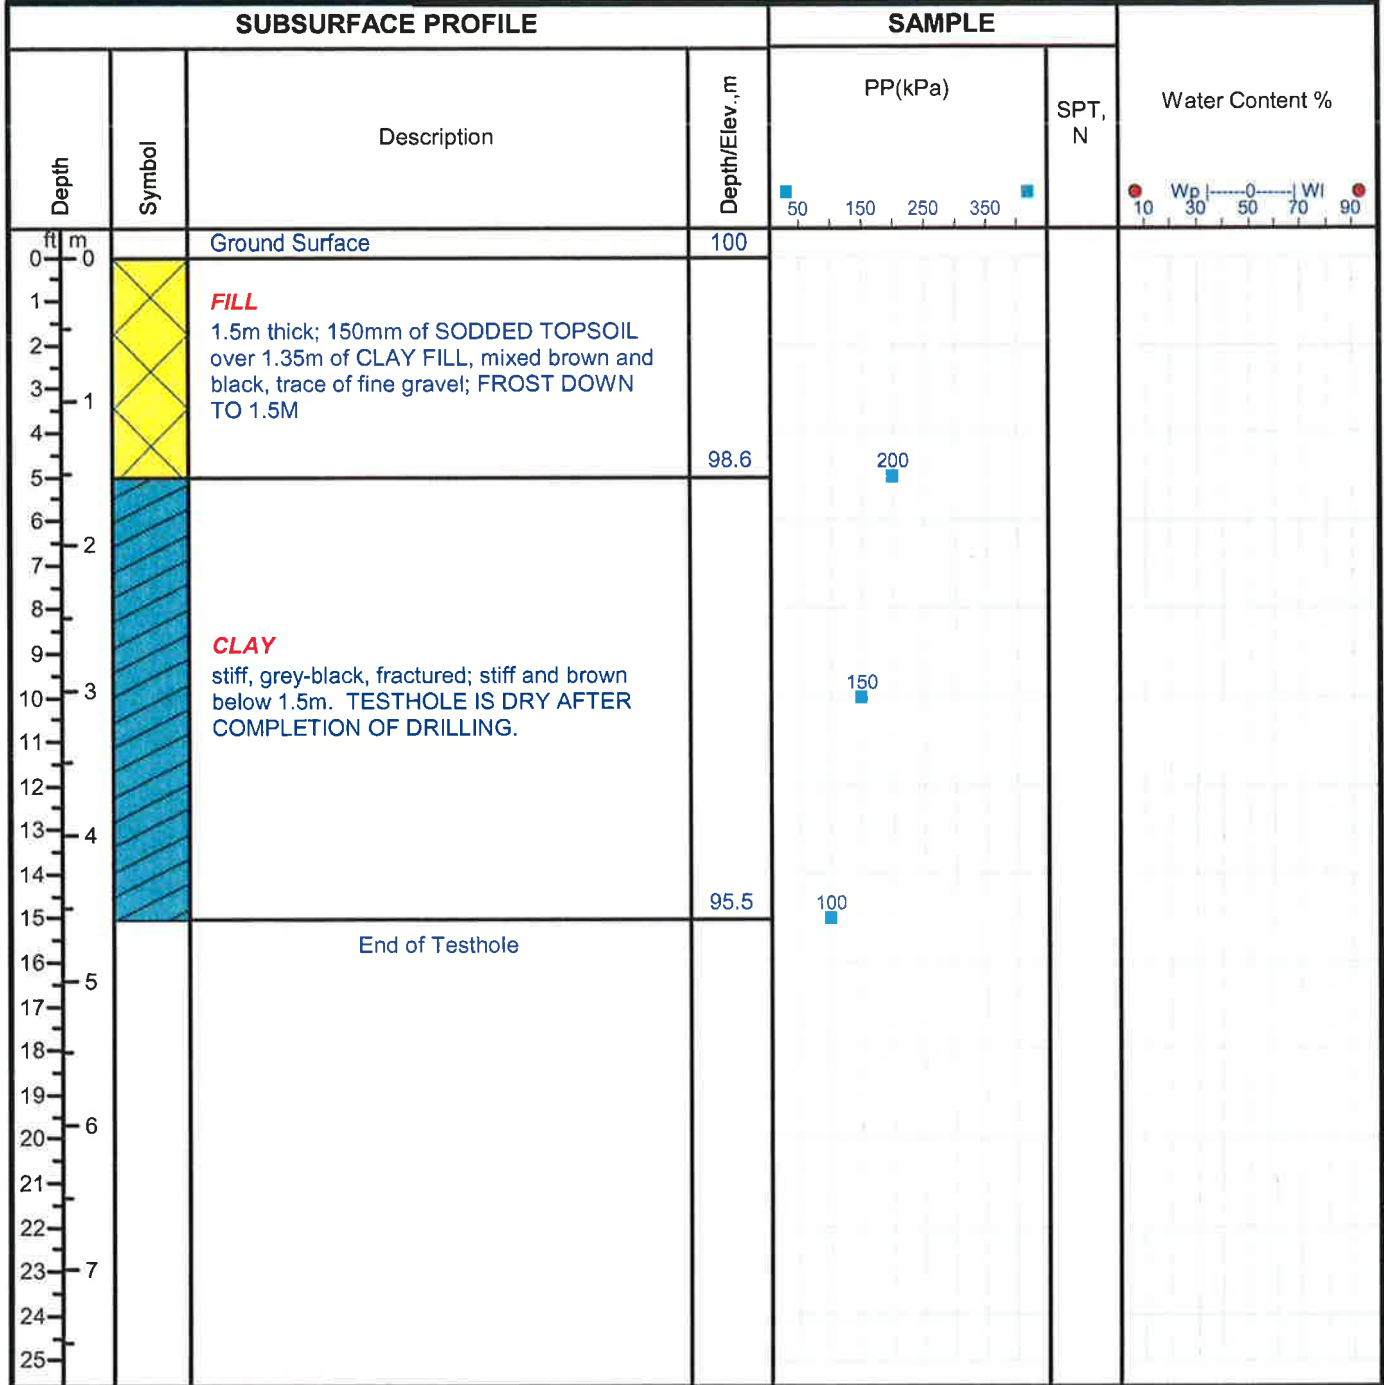 SUBSURFACE PROFILE
SAMPLE
Depth
Symbol
Description
Depth/Elev.,m
PP(kPa)
SPT,
N
Water Content %
50 150 250 350
Wp |------0------| Wl
10 30 50 70 90
ft m
Ground Surface
100
0 0
1
2
3
1
4
5
6
2
7
8
9
10
3
11
12
13
4
14
15
16
5
17
18
19
6
20
21
22
23
7
24
25
FILL
1.5m thick; 150mm of SODDED TOPSOIL
over 1.35m of CLAY FILL, mixed brown and
black, trace of fine gravel; FROST DOWN
TO 1.5M
98.6
200
CLAY
stiff, grey-black, fractured; stiff and brown
below 1.5m. TESTHOLE IS DRY AFTER
COMPLETION OF DRILLING.
150
95.5
100
End of Testhole